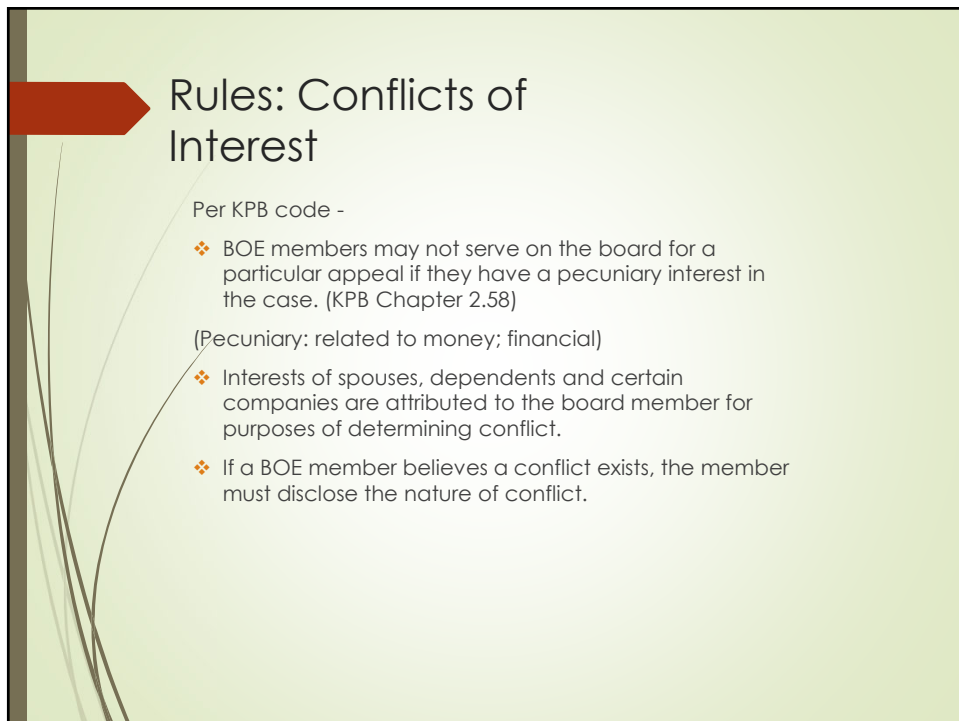 Rules: Conflicts of
Interest
Per KPB code -
❖ BOE members may not serve on the board for a
particular appeal if they have a pecuniary interest in
the case. (KPB Chapter 2.58)
(Pecuniary: related to money; financial)
❖ Interests of spouses, dependents and certain
companies are attributed to the board member for
purposes of determining conflict.
❖ If a BOE member believes a conflict exists, the member
must disclose the nature of conflict.